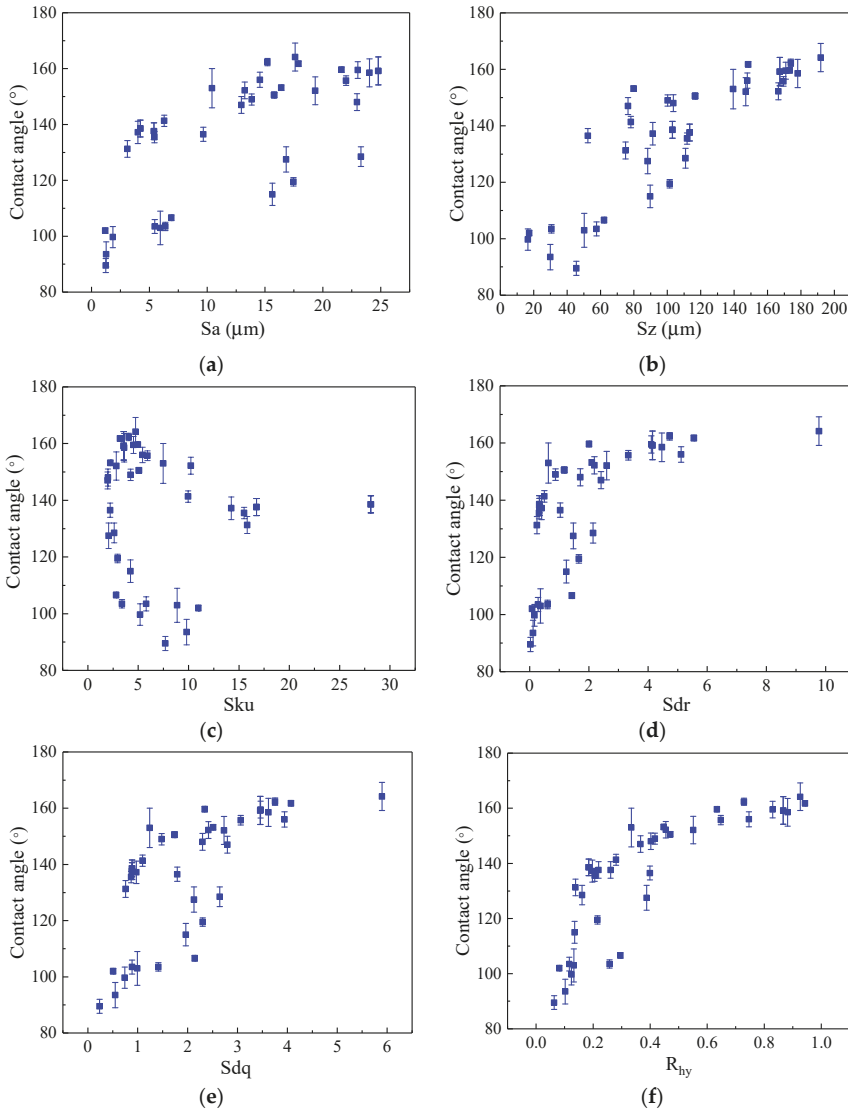 180
160
140
120
100
80
Contact angle (°)
0 5 10 15 20 25
Sa (μm)
(a)
180
160
140
120
100
80
Contact angle (°)
0 20 40 60 80 100 120 140 160 180 200
Sz (μm)
(b)
180
160
140
120
100
80
Contact angle (°)
0 5 10 15 20 25 30
Sku
(c)
180
160
140
120
100
80
Contact angle (°)
0 2 4 6 8 10
Sdr
(d)
180
160
140
120
100
80
Contact angle (°)
0 1 2 3 4 5 6
Sdq
(e)
180
160
140
120
100
80
Contact angle (°)
0.0 0.2 0.4 0.6 0.8 1.0
Rhy
(f)